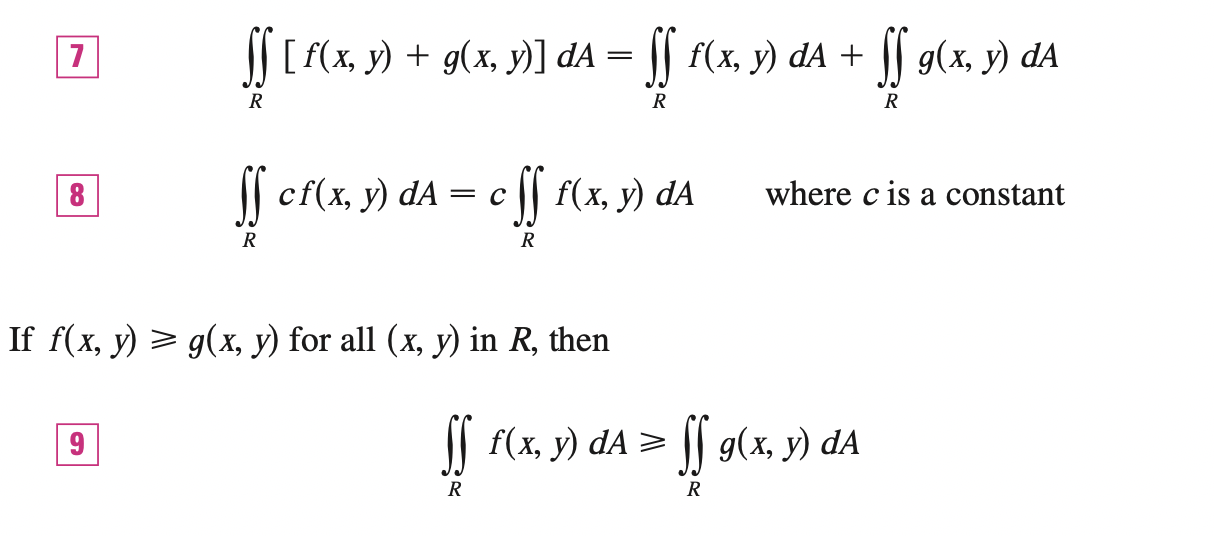 7 ∬_R [f(x, y) + g(x, y)] dA = ∬_R f(x, y) dA + ∬_R g(x, y) dA
8 ∬_R cf(x, y) dA = c ∬_R f(x, y) dA where c is a constant
If f(x, y) ⩾ g(x, y) for all (x, y) in R, then
9 ∬_R f(x, y) dA ⩾ ∬_R g(x, y) dA